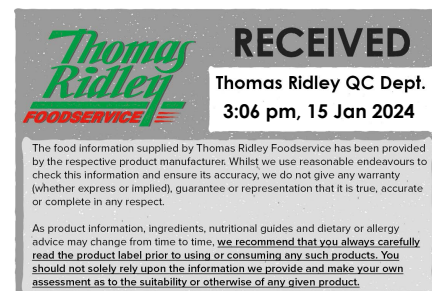 Thomas
Ridley
FOODSERVICE
RECEIVED
Thomas Ridley QC Dept.
3:06 pm, 15 Jan 2024
The food information supplied by Thomas Ridley Foodservice has been provided
by the respective product manufacturer. Whilst we use reasonable endeavours to
check this information and ensure its accuracy, we do not give any warranty
(whether express or implied), guarantee or representation that it is true, accurate
or complete in any respect.
As product information, ingredients, nutritional guides and dietary or allergy
advice may change from time to time, we recommend that you always carefully
read the product label prior to using or consuming any such products. You
should not solely rely upon the information we provide and make your own
assessment as to the suitability or otherwise of any given product.